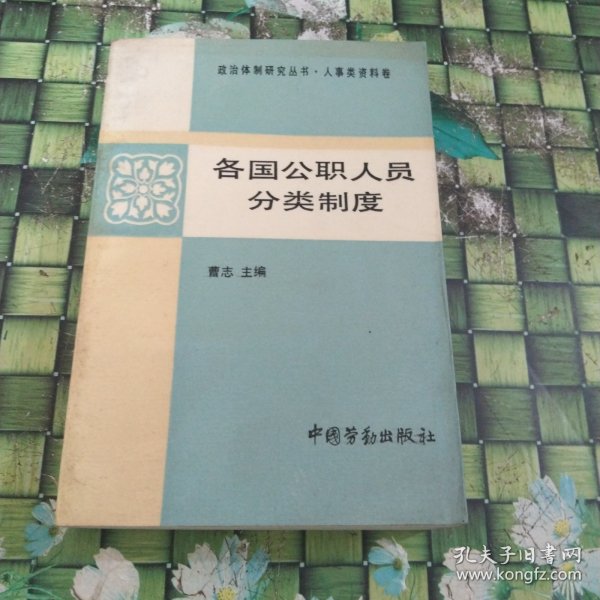 政治体制研究丛书·人事类资料卷
各国公职人员
分类制度
曹志 主编
中國劳動出版社
孔夫子旧书网
www.kongfz.com